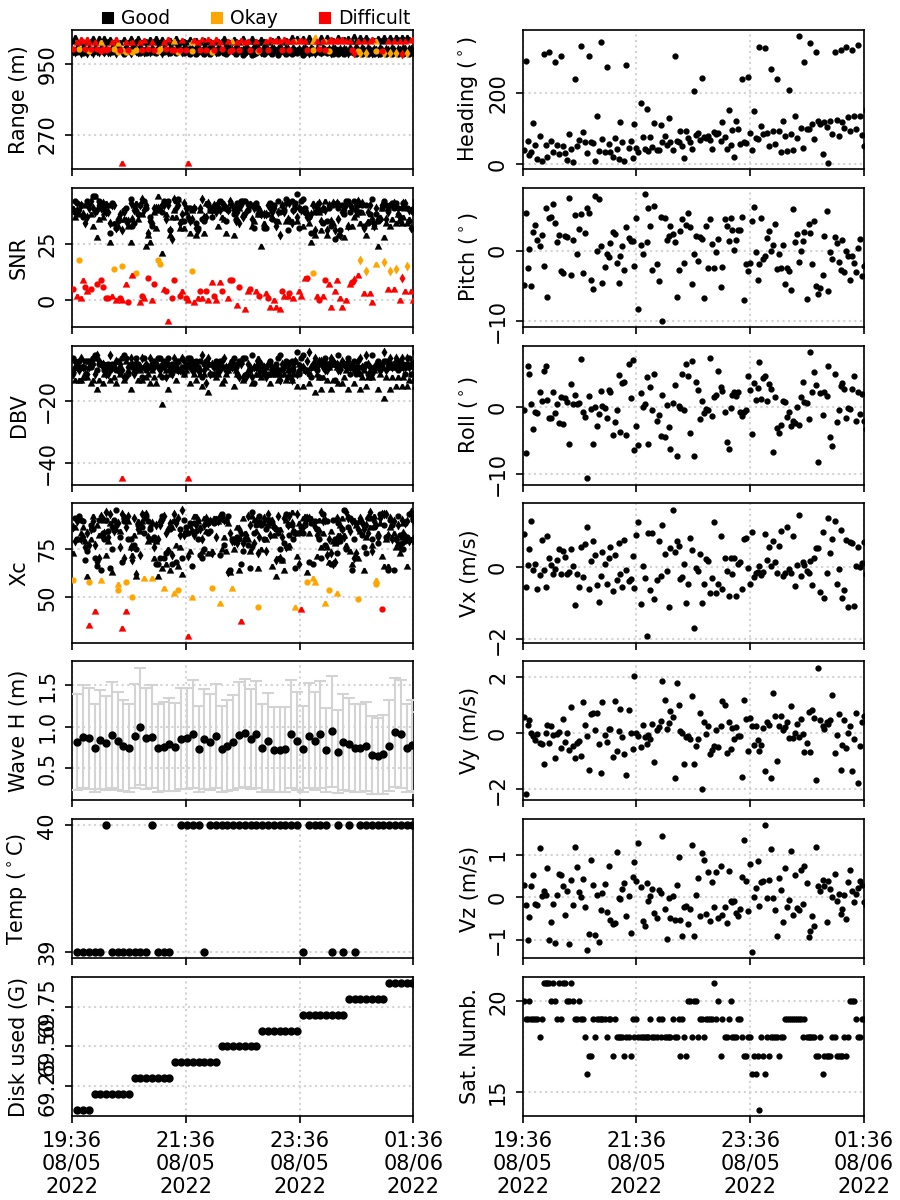 Good Okay Difficult
Range (m)
950
270
Heading (°)
200
0
SNR
25
0
Pitch (°)
0
−10
DBV
−20
−40
Roll (°)
0
−10
Xc
75
50
Vx (m/s)
0
−2
Wave H (m)
1.5
1.0
0.5
Vy (m/s)
2
0
−2
Temp (°C)
40
39
Vz (m/s)
1
0
−1
Disk used (G)
69.75
69.5
69.25
Sat. Numb.
20
15
19:36 21:36 23:36 01:36
08/05 08/05 08/05 08/06
2022 2022 2022 2022
19:36 21:36 23:36 01:36
08/05 08/05 08/05 08/06
2022 2022 2022 2022